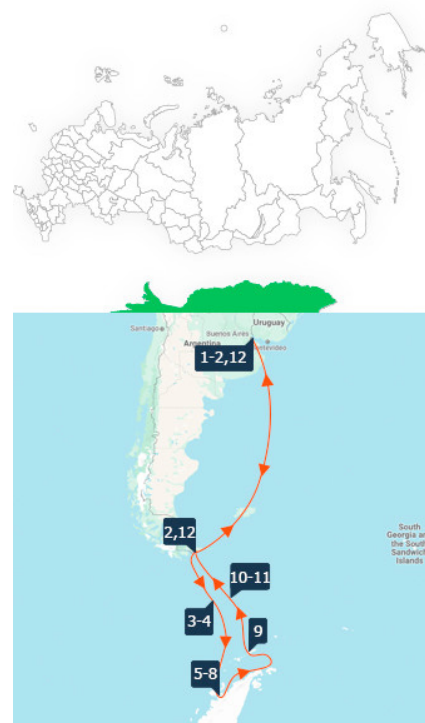 Uruguay
Santiago
Buenos Aires
Argentina
Montevideo
1-2,12
2,12
South
Georgia an
the South
Sandwich
Islands
10-11
3-4
9
5-8